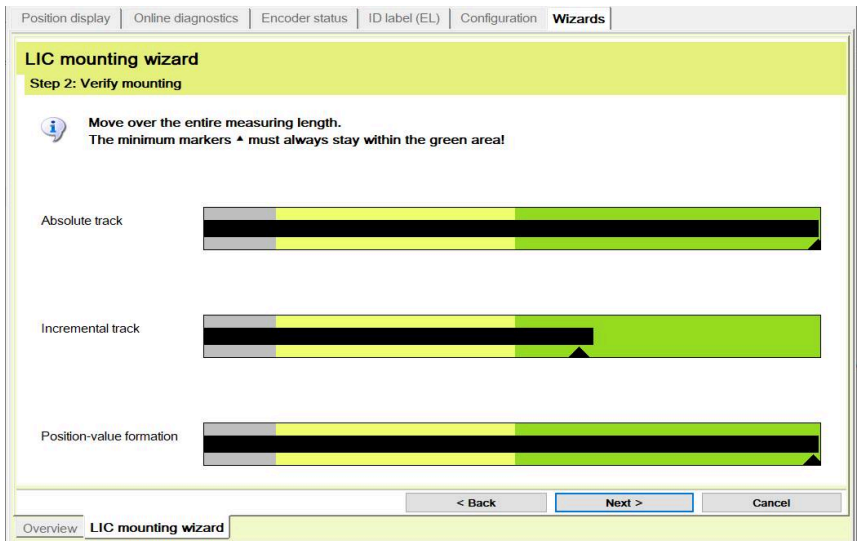 Position display Online diagnostics Encoder status ID label (EL) Configuration Wizards
LIC mounting wizard
Step 2: Verify mounting
Move over the entire measuring length.
The minimum markers ▲ must always stay within the green area!
Absolute track
Incremental track
Position-value formation
< Back Next > Cancel
Overview LIC mounting wizard